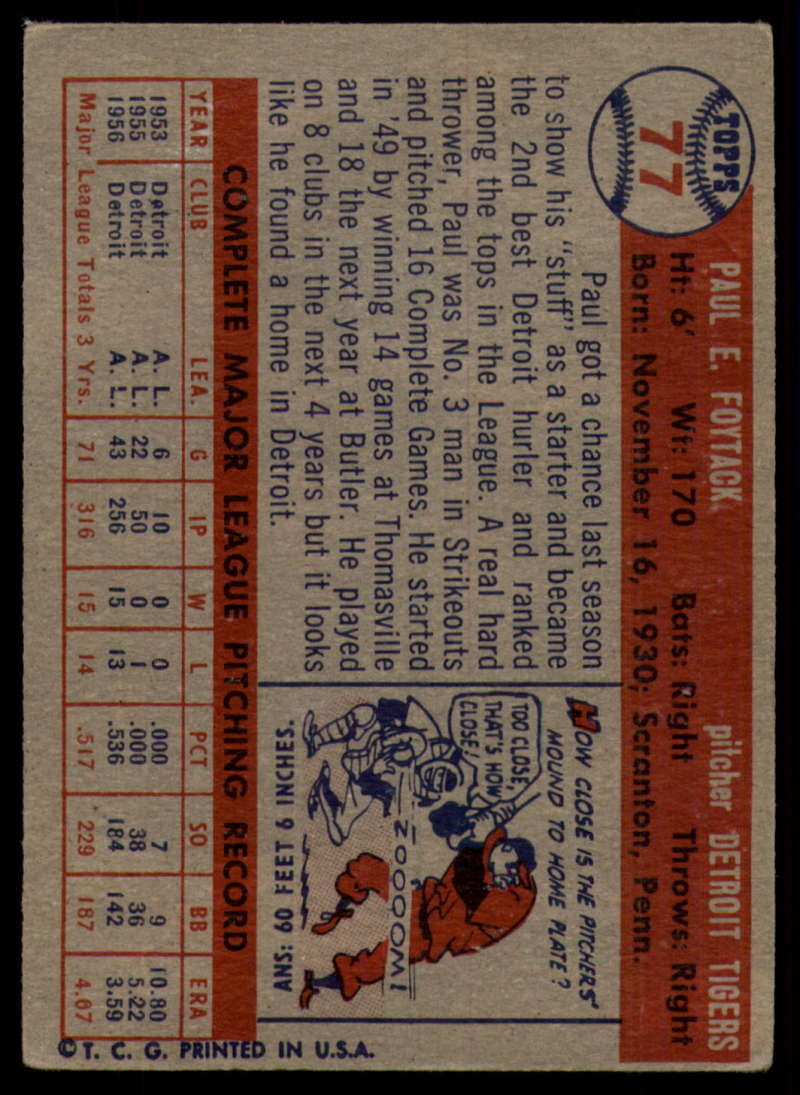 TOPPS
77
PAUL E. FOYTACK pitcher DETROIT TIGERS
Ht: 6' Wt: 170 Bats: Right Throws: Right
Born: November 16, 1930; Scranton, Penn.
Paul got a chance last season
to show his "stuff" as a starter and became
the 2nd best Detroit hurler and ranked
among the tops in the League. A real hard
thrower, Paul was No. 3 man in Strikeouts
and pitched 16 Complete Games. He started
in '49 by winning 14 games at Thomasville
and 18 the next year at Butler. He played
on 8 clubs in the next 4 years but it looks
like he found a home in Detroit.
HOW CLOSE IS THE PITCHERS'
MOUND TO HOME PLATE?
TOO CLOSE,
THAT'S HOW
CLOSE!
ZOOOOOM!
ANS: 60 FEET 6 INCHES.
COMPLETE MAJOR LEAGUE PITCHING RECORD
YEAR CLUB LEA. G IP W L PCT SO BB ERA
1953 Detroit A. L. 6 10 0 0 .000 7 9 10.80
1955 Detroit A. L. 22 50 0 1 .000 38 36 5.22
1956 Detroit A. L. 43 256 15 13 .536 184 142 3.59
Major League Totals 3 Yrs. 71 316 15 14 .517 229 187 4.07
© T. C. G. PRINTED IN U.S.A.